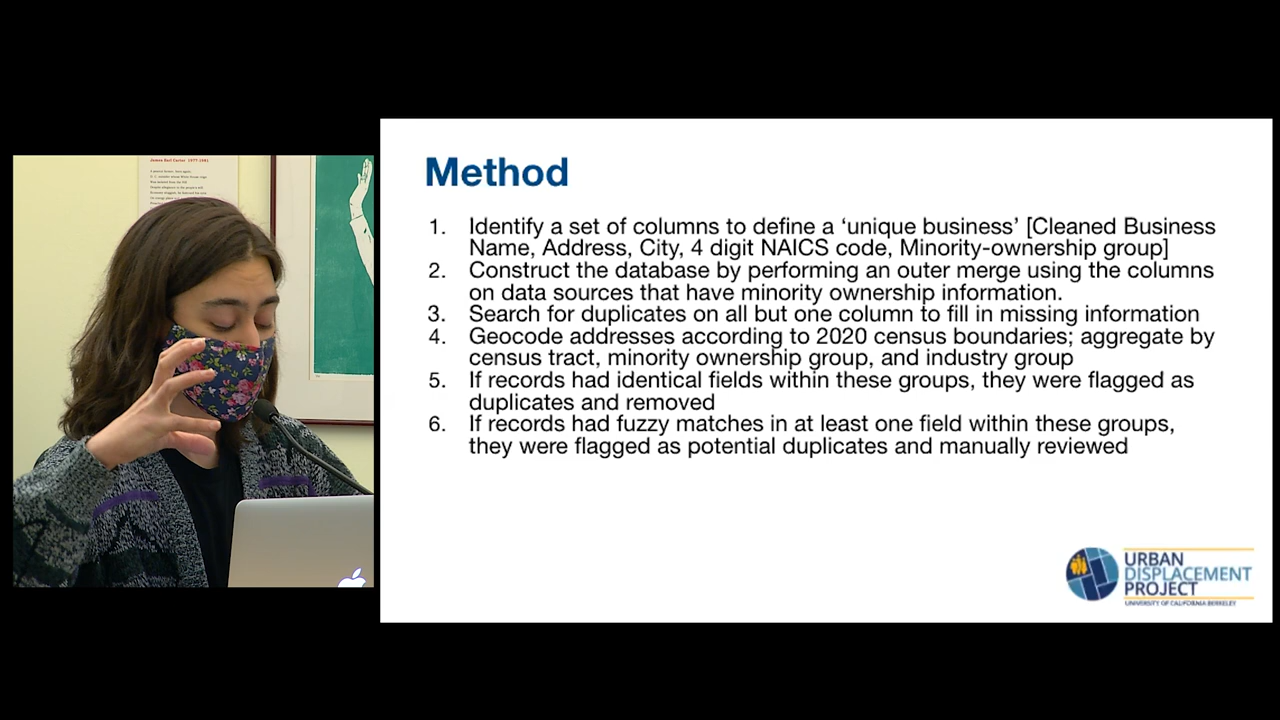 James Earl Carter 1977-1981
Method
1. Identify a set of columns to define a ‘unique business’ [Cleaned Business
Name, Address, City, 4 digit NAICS code, Minority-ownership group]
2. Construct the database by performing an outer merge using the columns
on data sources that have minority ownership information.
3. Search for duplicates on all but one column to fill in missing information
4. Geocode addresses according to 2020 census boundaries; aggregate by
census tract, minority ownership group, and industry group
5. If records had identical fields within these groups, they were flagged as
duplicates and removed
6. If records had fuzzy matches in at least one field within these groups,
they were flagged as potential duplicates and manually reviewed
URBAN
DISPLACEMENT
PROJECT
UNIVERSITY OF CALIFORNIA BERKELEY